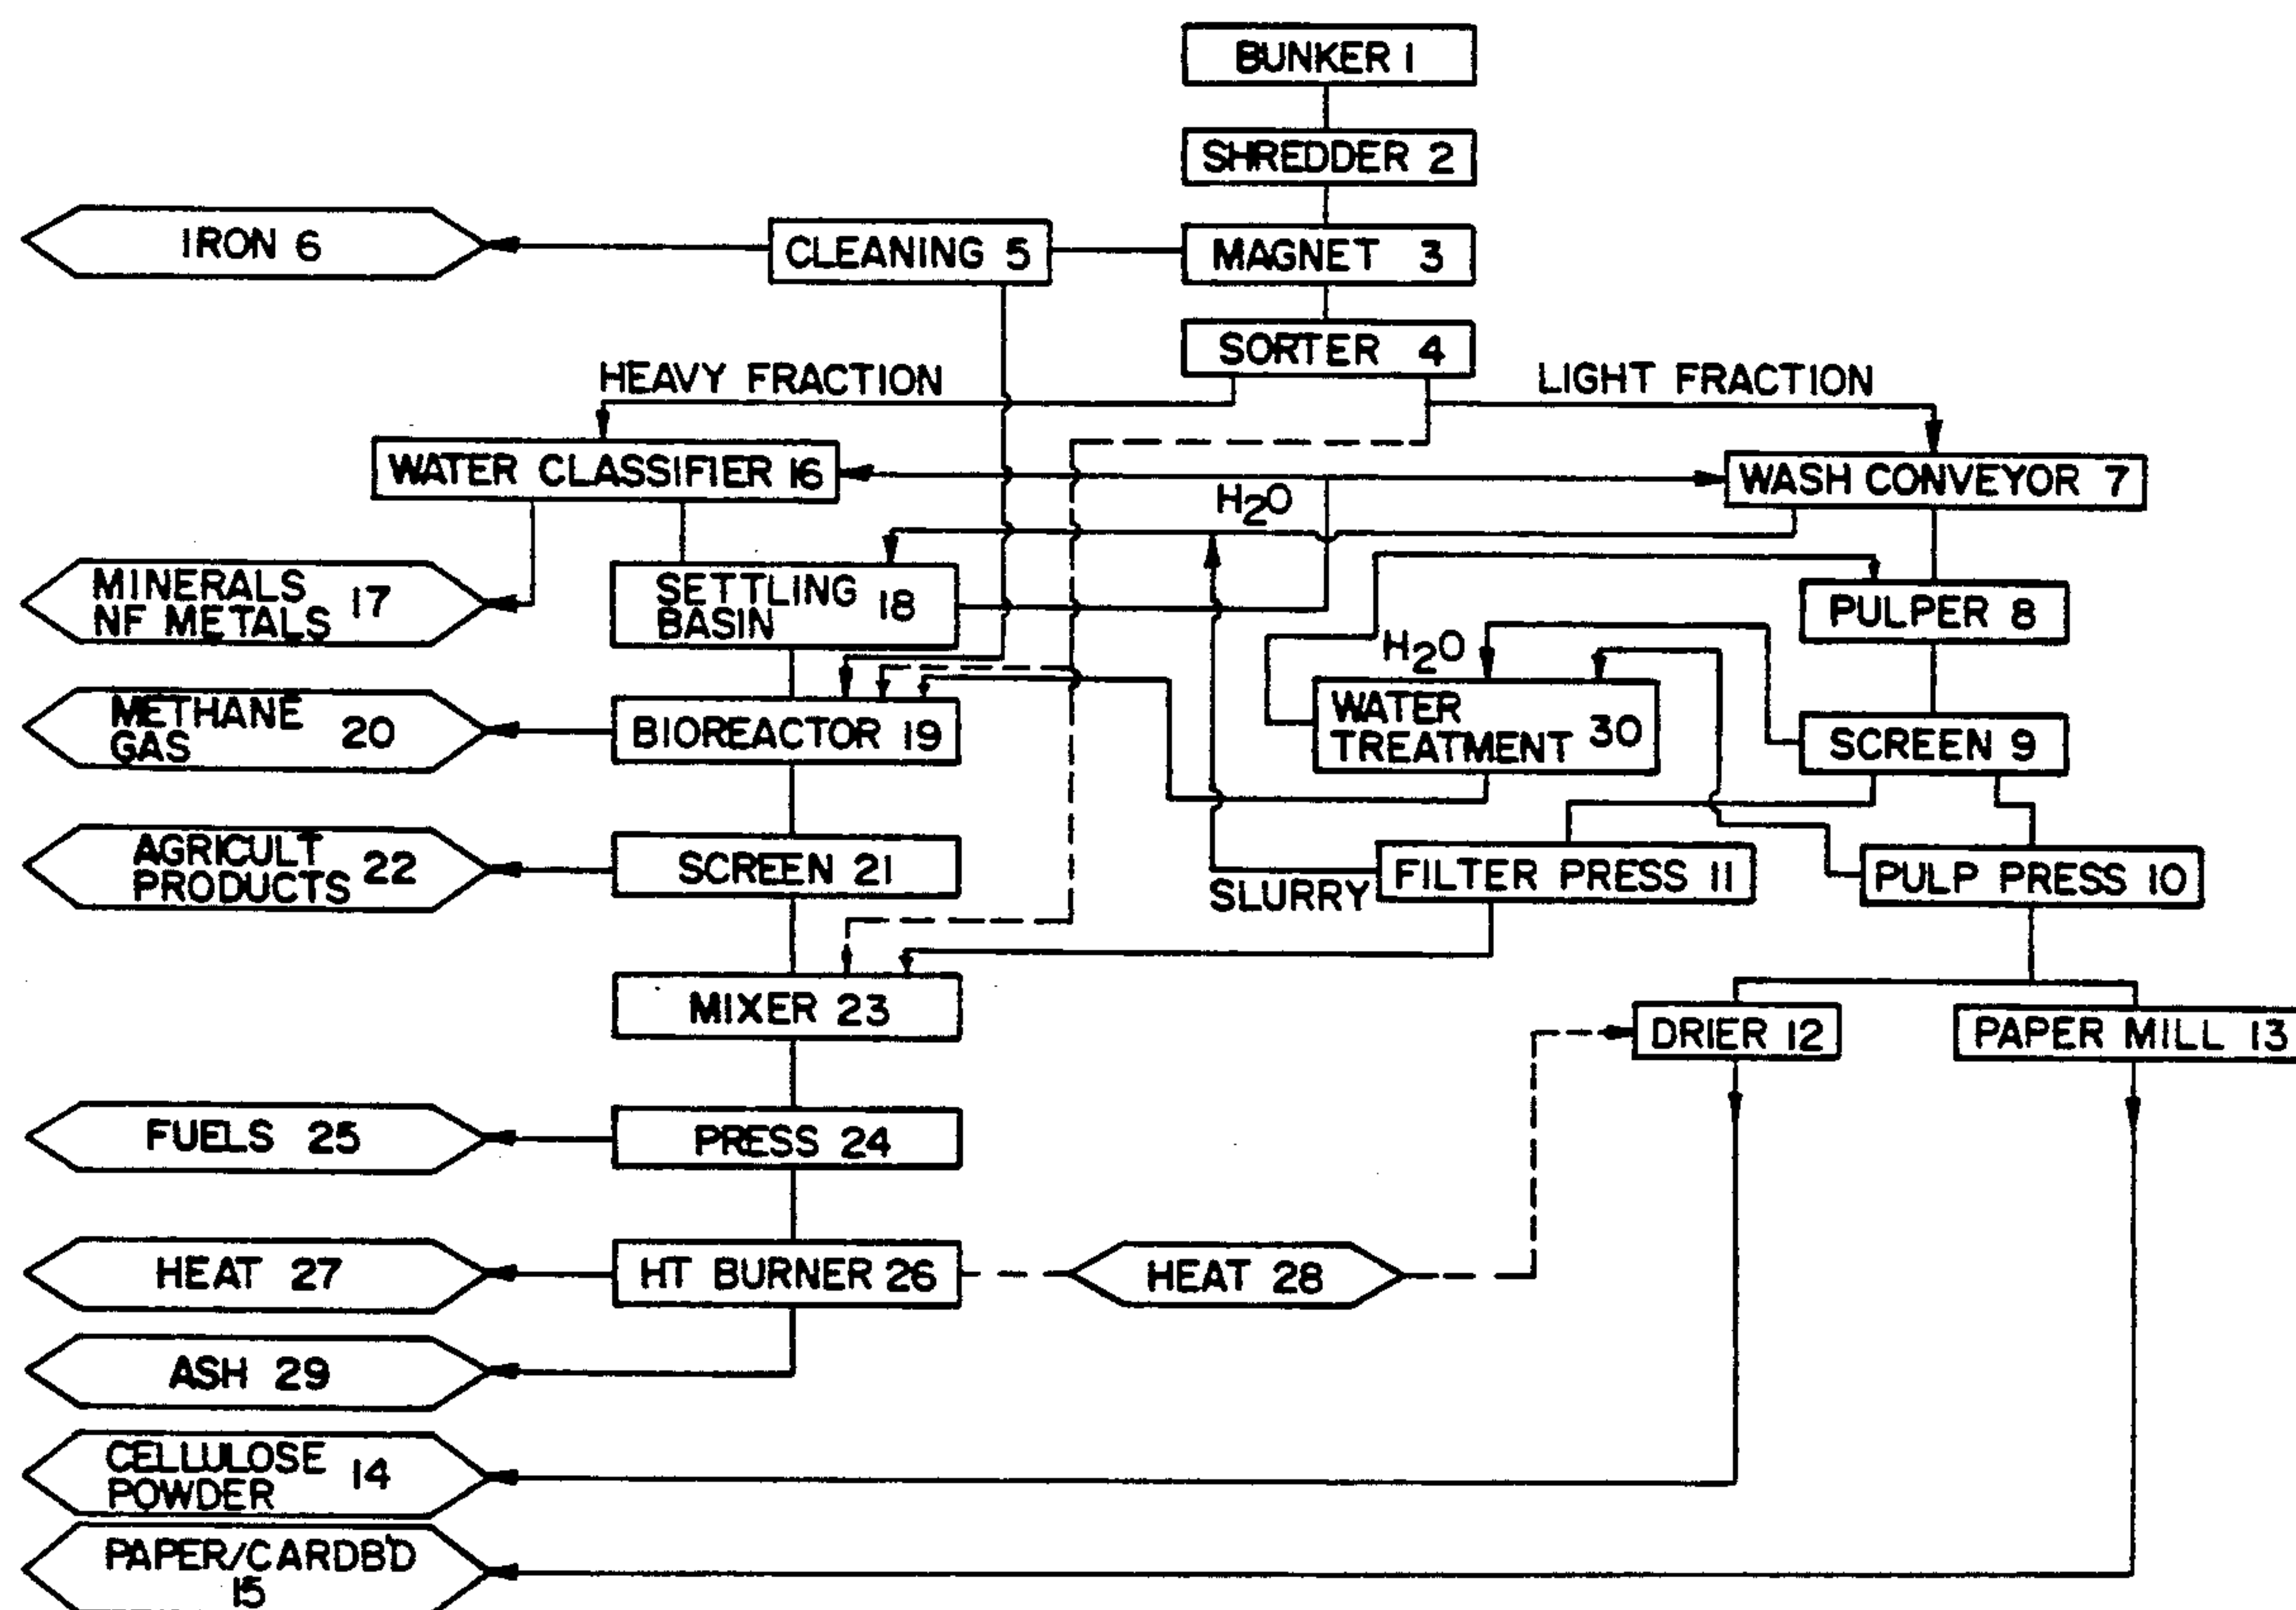 BUNKER 1
SHREDDER 2
IRON 6
CLEANING 5
MAGNET 3
SORTER 4
HEAVY FRACTION
LIGHT FRACTION
WATER CLASSIFIER 16
WASH CONVEYOR 7
H2O
MINERALS
NF METALS 17
SETTLING
BASIN 18
PULPER 8
H2O
METHANE
GAS 20
BIOREACTOR 19
WATER
TREATMENT 30
SCREEN 9
AGRICULT
PRODUCTS 22
SCREEN 21
SLURRY
FILTER PRESS 11
PULP PRESS 10
MIXER 23
DRIER 12
PAPER MILL 13
FUELS 25
PRESS 24
HEAT 27
HT BURNER 26
HEAT 28
ASH 29
CELLULOSE
POWDER 14
PAPER/CARDB'D
15